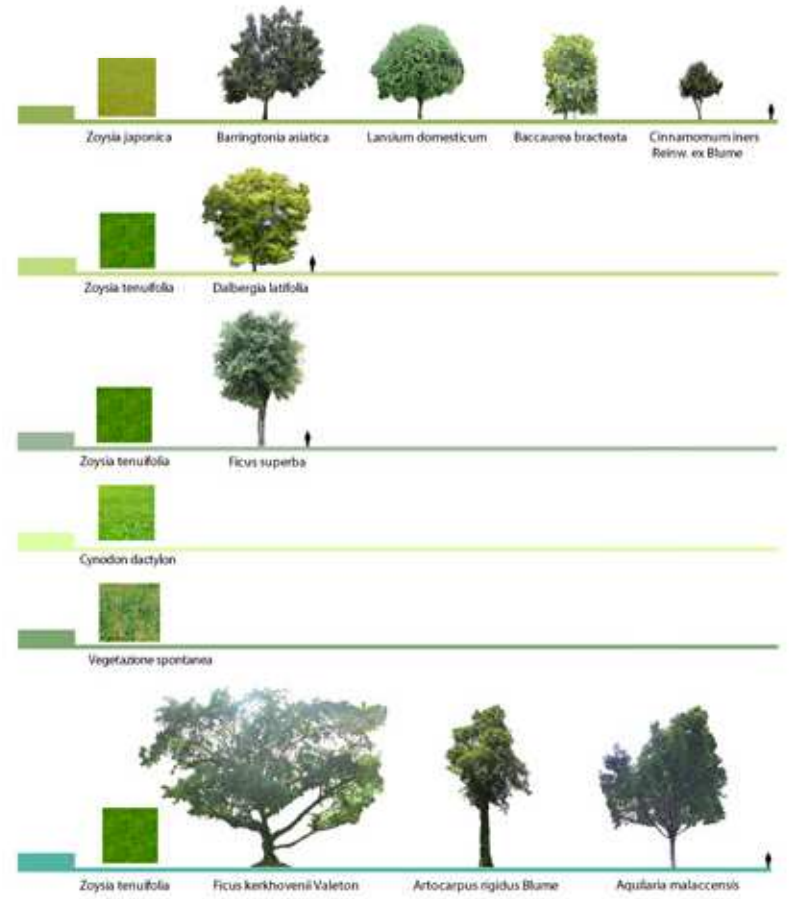 Zoysia japonica
Barringtonia asiatica
Lansium domesticum
Baccaurea bracteata
Cinnamomum iners
Reinw. ex Blume
Zoysia tenuifolia
Dalbergia latifolia
Zoysia tenuifolia
Ficus superba
Cynodon dactylon
Vegetazione spontanea
Zoysia tenuifolia
Ficus kerkhovenii Valeton
Artocarpus rigidus Blume
Aquilaria malaccensis